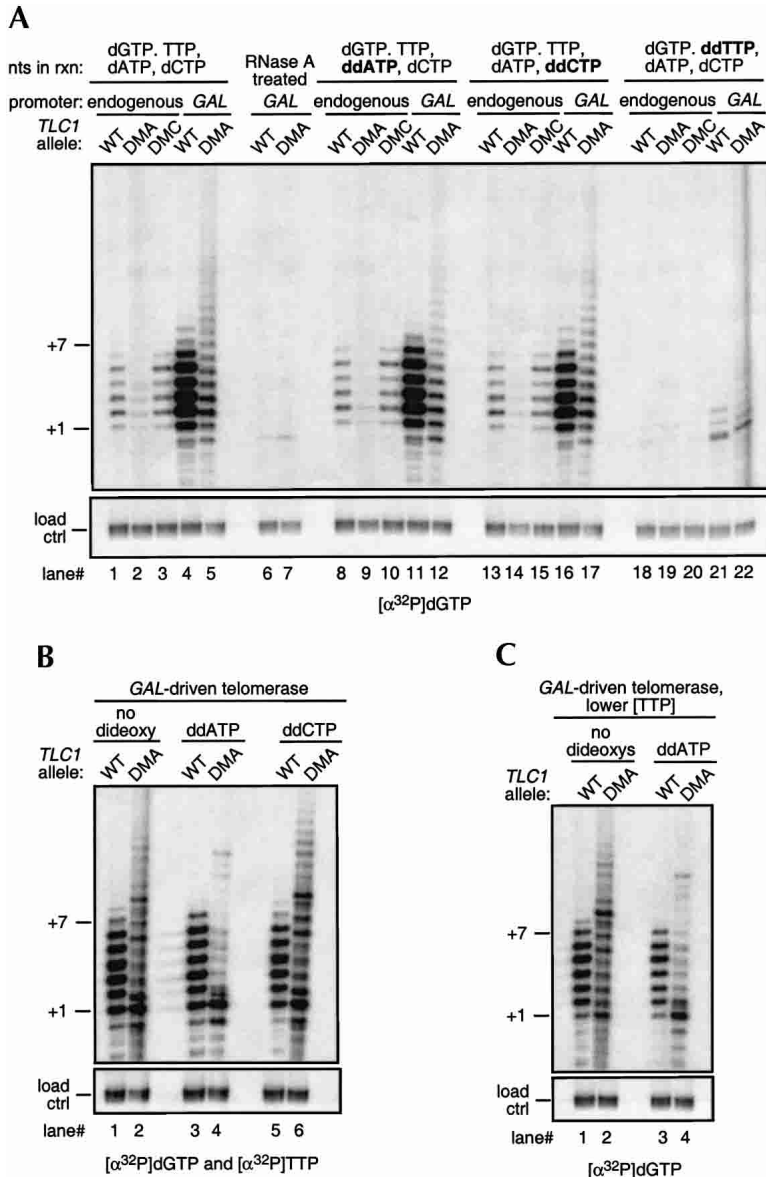 A
dGTP. TTP, dATP, dCTP
RNase A treated
dGTP. TTP, ddATP, dCTP
dGTP. TTP, dATP, ddCTP
dGTP. ddTTP, dATP, dCTP
nts in rxn:
promoter: endogenous GAL GAL endogenous GAL endogenous GAL endogenous GAL
TLC1 allele: WT DMA DMC WT DMA WT DMA WT DMA DMC WT DMA WT DMA DMC WT DMA WT DMA DMC WT DMA
+7
+1
load ctrl
lane# 1 2 3 4 5 6 7 8 9 10 11 12 13 14 15 16 17 18 19 20 21 22
[α32P]dGTP
B
GAL-driven telomerase
no dideoxy ddATP ddCTP
TLC1 allele: WT DMA WT DMA WT DMA
+7
+1
load ctrl
lane# 1 2 3 4 5 6
[α32P]dGTP and [α32P]TTP
C
GAL-driven telomerase,
lower [TTP]
no dideoxys ddATP
TLC1 allele: WT DMA WT DMA
+7
+1
load ctrl
lane# 1 2 3 4
[α32P]dGTP